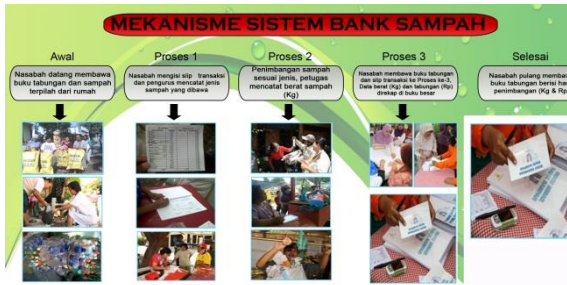 MEKANISME SISTEM BANK SAMPAH
Awal
Nasabah datang membawa
buku tabungan dan sampah
terpilah dari rumah
Proses 1
Nasabah mengisi slip transaksi
dan pengurus mencatat jenis
sampah yang dibawa
Proses 2
Penimbangan sampah
sesuai jenis, petugas
mencatat berat sampah
(Kg)
Proses 3
Nasabah membawa buku tabungan
dan slip transaksi ke Proses ke-3,
Data berat (Kg) dan tabungan (Rp)
direkap di buku besar
Selesai
Nasabah pulang memba
buku tabungan berisi ha
penimbangan (Kg & Rp